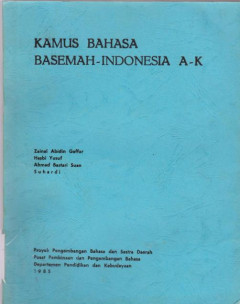 KAMUS BAHASA
BASEMAH-INDONESIA A-K
Zainal Abidin Gaffar
Hasbi Yusuf
Ahmad Bastari Suan
Suhardi
Proyek Pengembangan Bahasa dan Sastra Daerah
Pusat Pembinaan dan Pengembangan Bahasa
Departemen Pendidikan dan Kebudayaan
1985